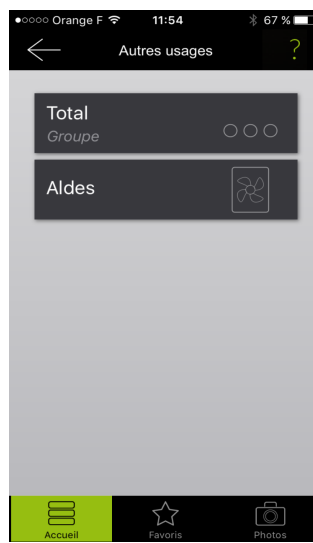 Orange F 11:54 67 %
Autres usages ?
Total
Groupe
Aldes
Accueil Favoris Photos